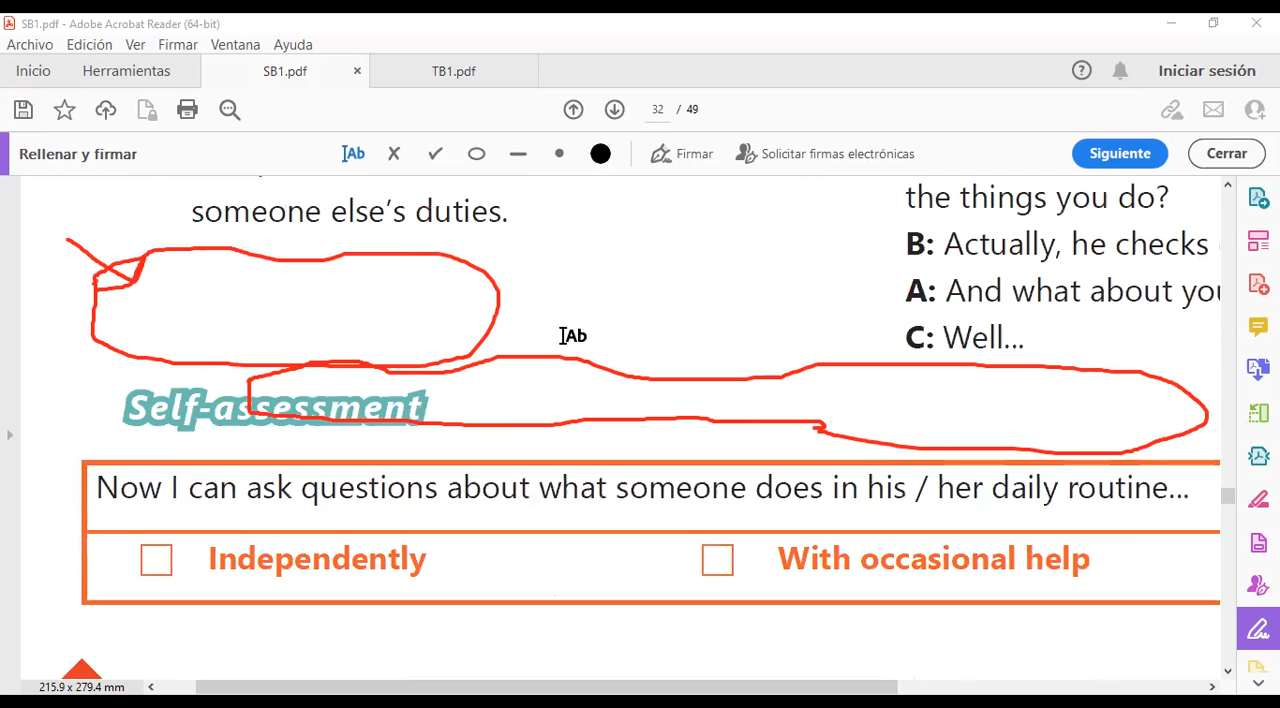 SB1.pdf - Adobe Acrobat Reader (64-bit)
Archivo Edición Ver Firmar Ventana Ayuda
Inicio Herramientas SB1.pdf × TB1.pdf Iniciar sesión
32 / 49
Rellenar y firmar Ab Firmar Solicitar firmas electrónicas Siguiente Cerrar
someone else's duties.
the things you do?
B: Actually, he checks
A: And what about you
C: Well...
Ab
Self-assessment
Now I can ask questions about what someone does in his / her daily routine...
Independently With occasional help
215.9 x 279.4 mm